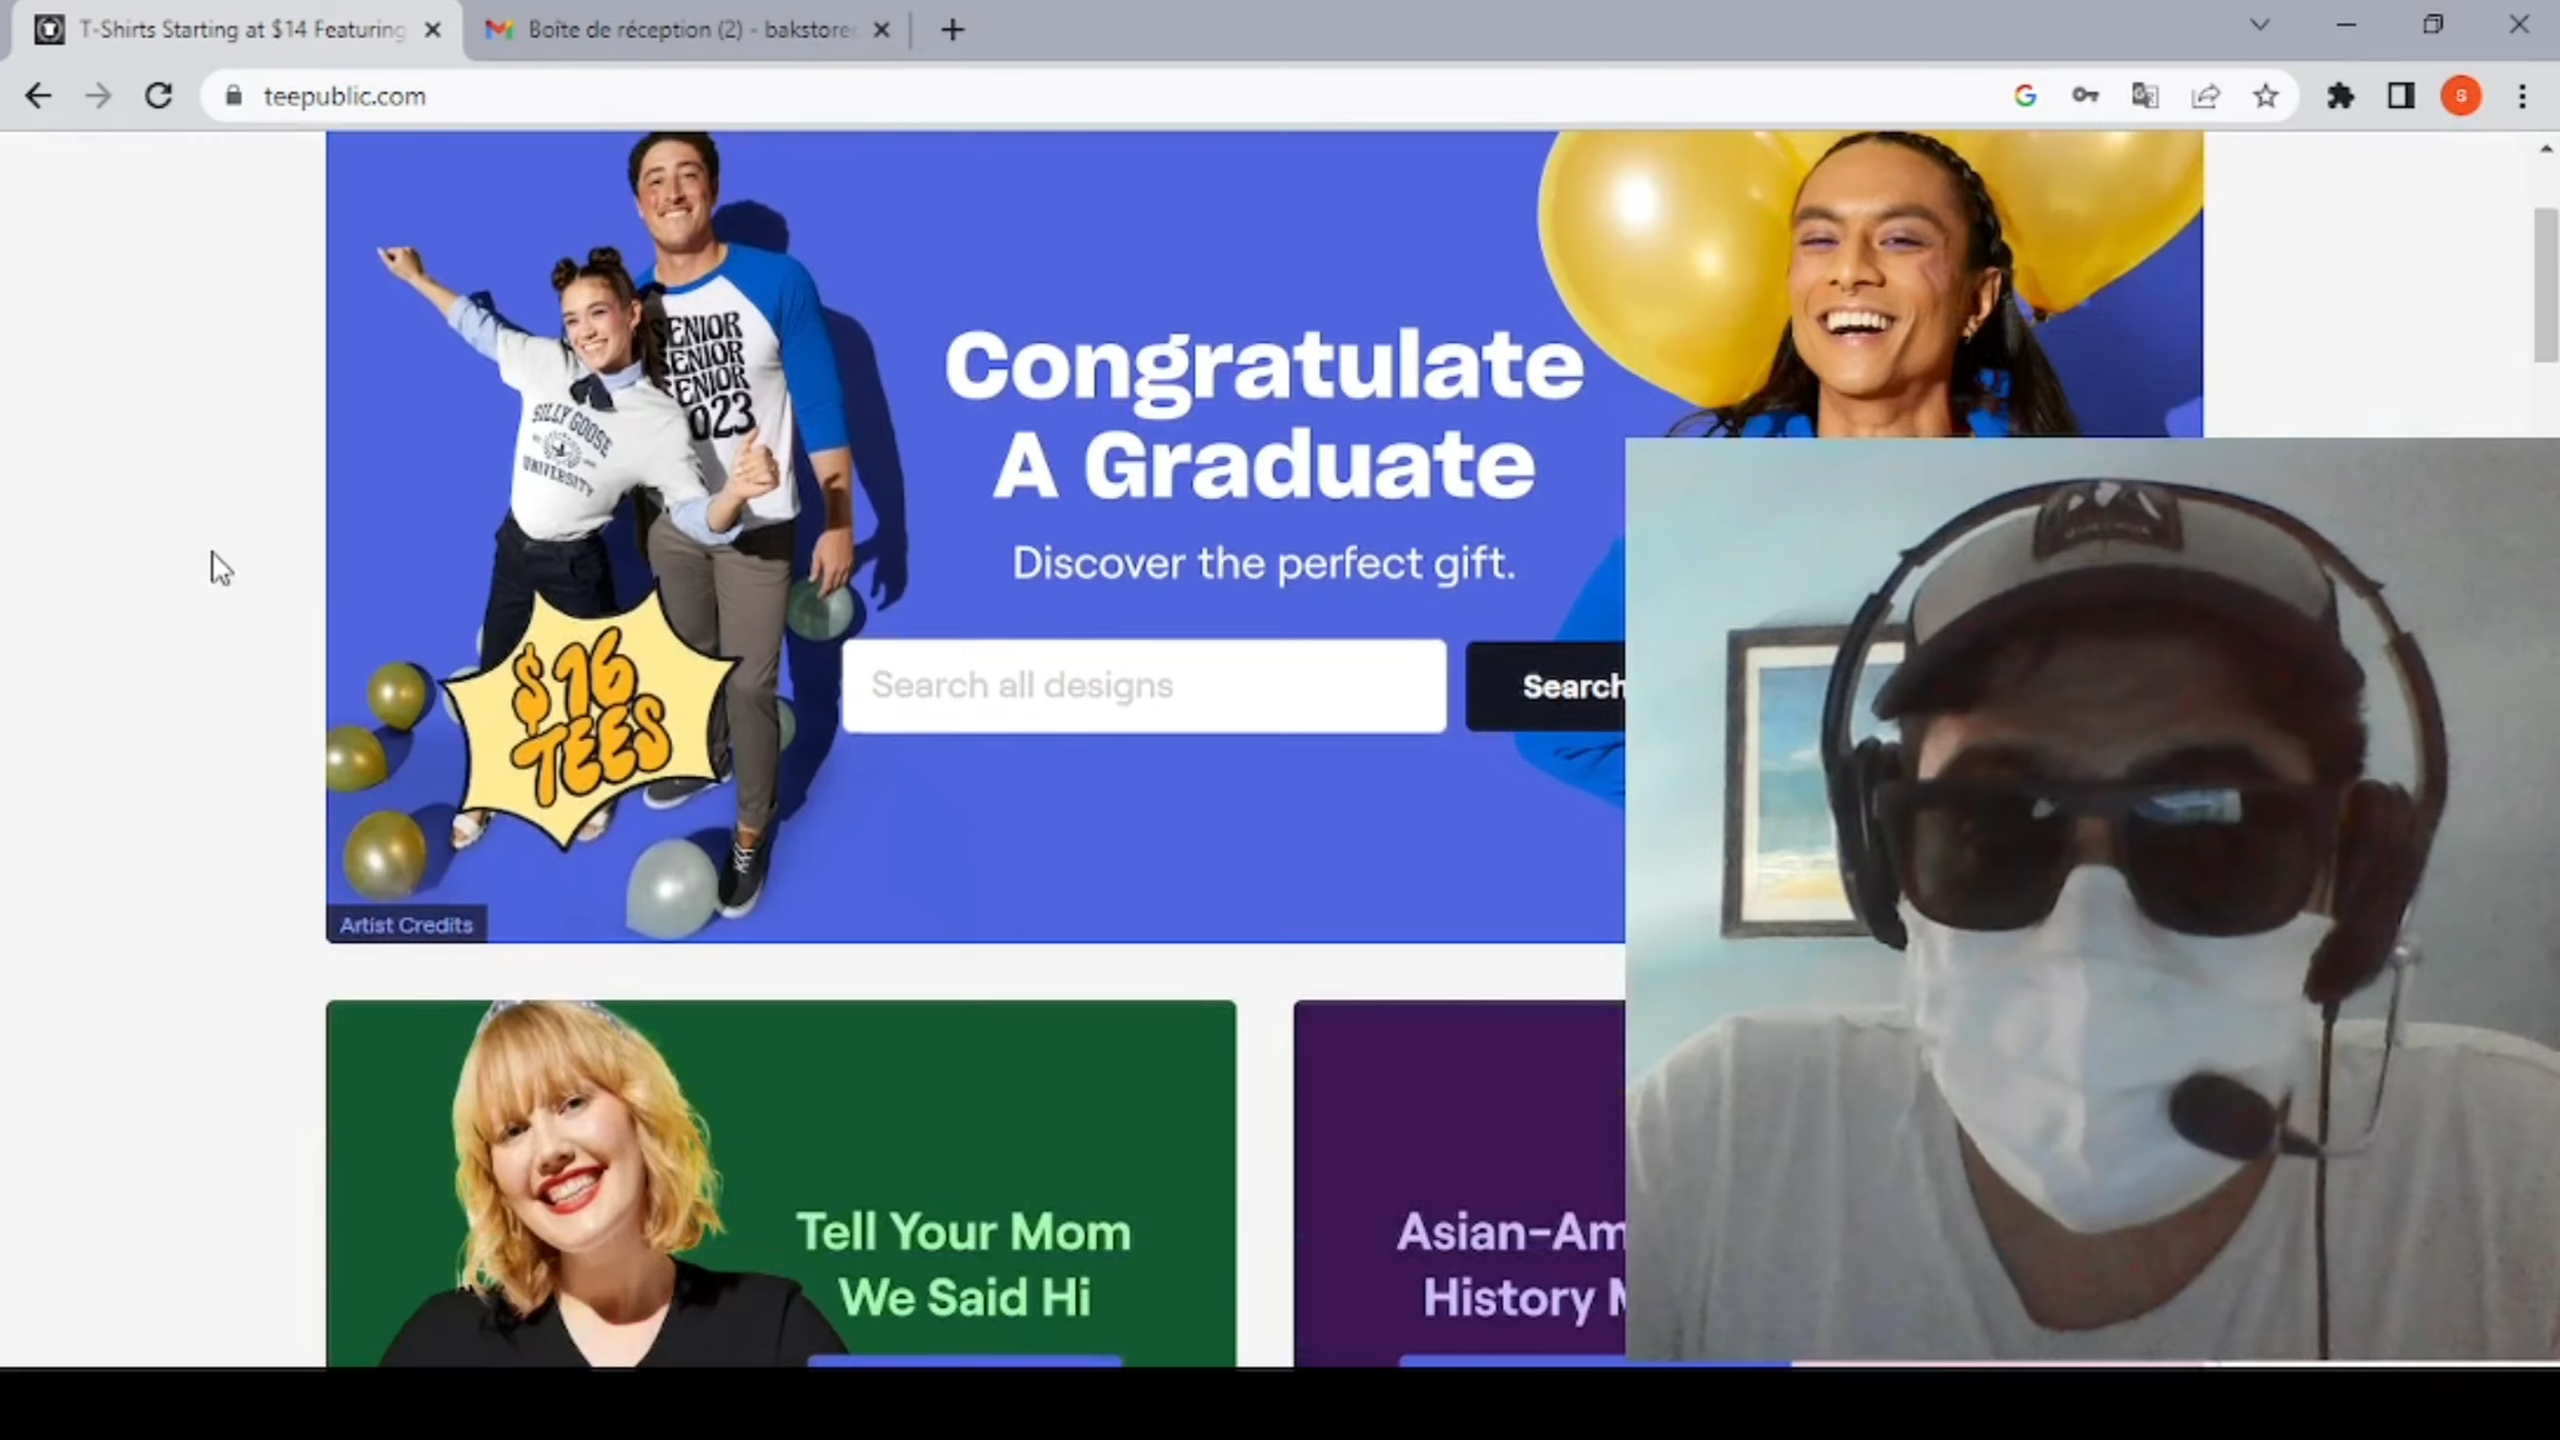 T-Shirts Starting at $14 Featuring
Boîte de réception (2) - bakstore
teepublic.com
S
SENIOR
SENIOR
SENIOR
2023
SILLY GOOSE
UNIVERSITY
Congratulate
A Graduate
Discover the perfect gift.
Search all designs
Search
$16
TEES
Artist Credits
Tell Your Mom
We Said Hi
Asian-Am
History M